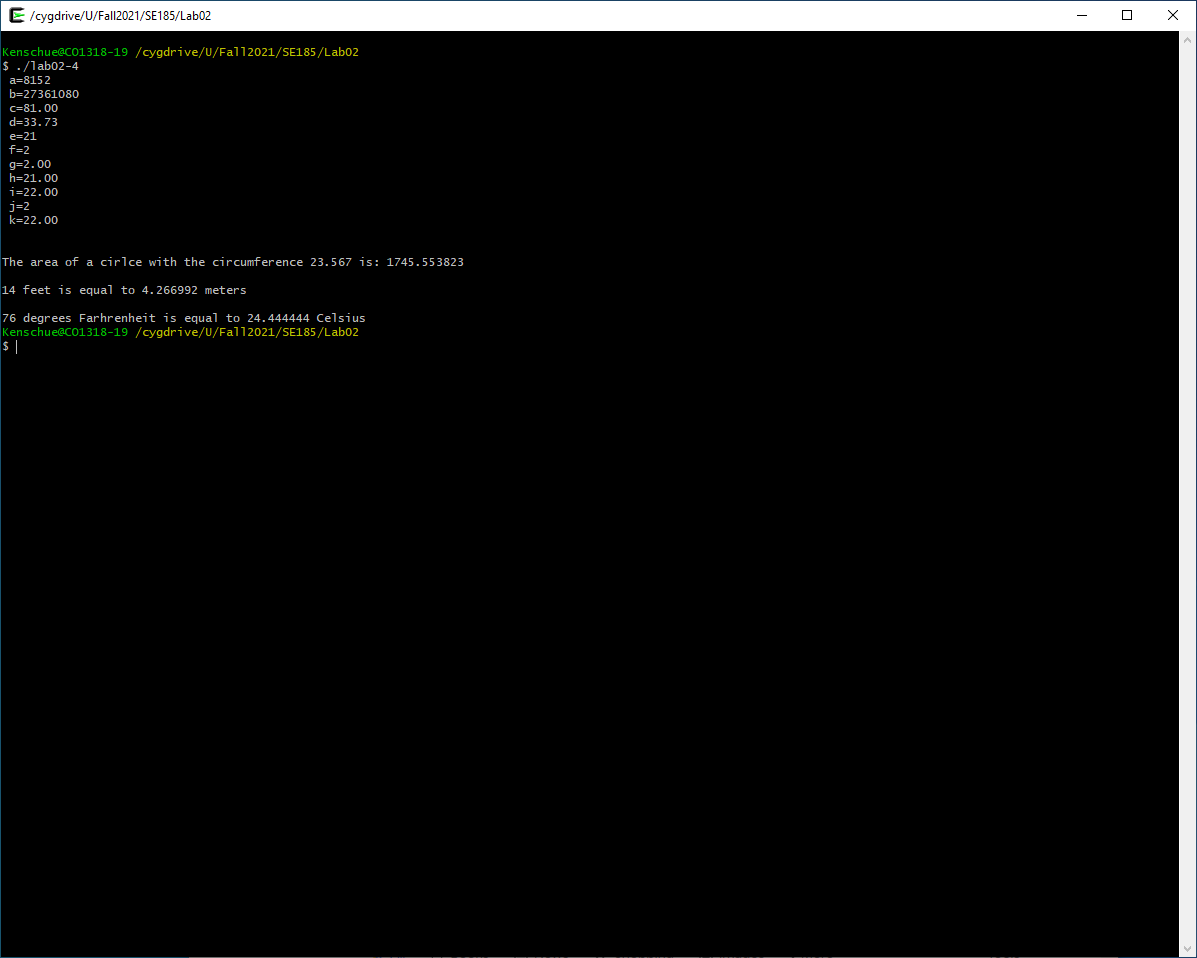 /cygdrive/U/Fall2021/SE185/Lab02
Kenschue@CO1318-19 /cygdrive/U/Fall2021/SE185/Lab02
$ ./lab02-4
a=8152
b=27361080
c=81.00
d=33.73
e=21
f=2
g=2.00
h=21.00
i=22.00
j=2
k=22.00
The area of a cirlce with the circumference 23.567 is: 1745.553823
14 feet is equal to 4.266992 meters
76 degrees Farhrenheit is equal to 24.444444 Celsius
Kenschue@CO1318-19 /cygdrive/U/Fall2021/SE185/Lab02
$